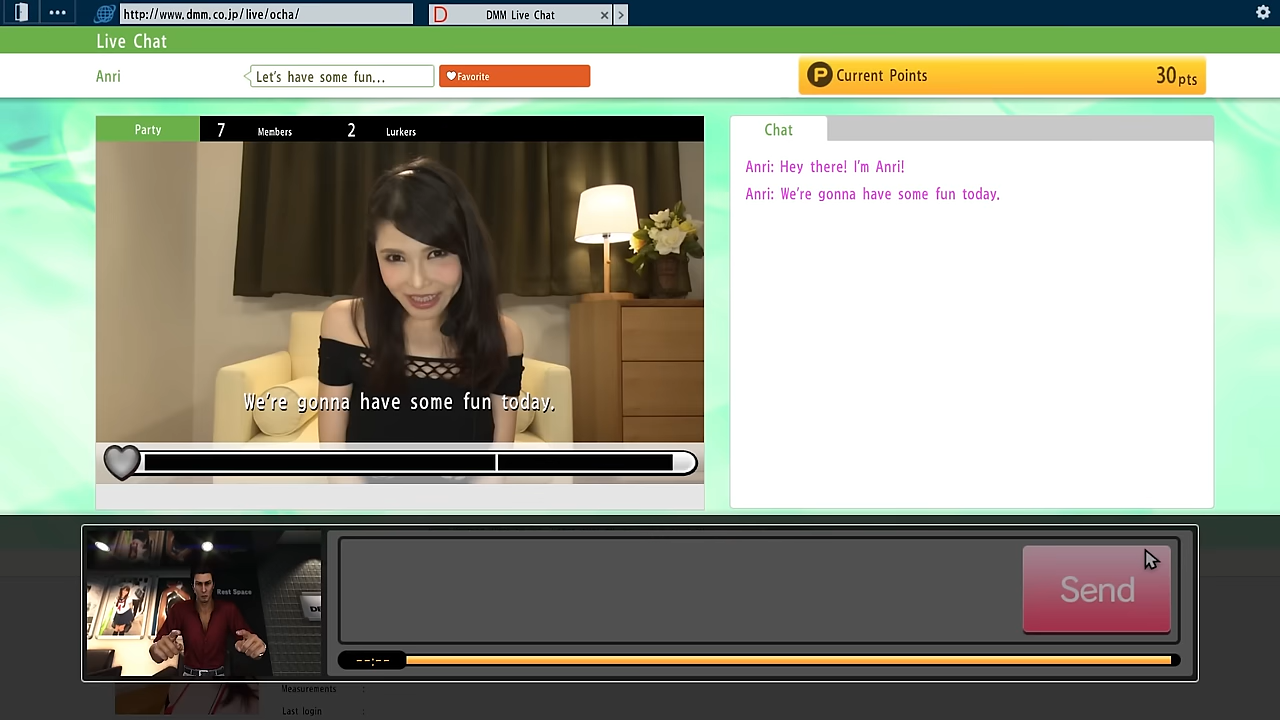 http://www.dmm.co.jp/live/ocha/
D DMM Live Chat × >
Live Chat
Anri
Let's have some fun...
Favorite
P Current Points 30 pts
Party 7 Members 2 Lurkers
Chat
Anri: Hey there! I'm Anri!
Anri: We're gonna have some fun today.
We're gonna have some fun today.
Rest Space
Send
--:--
Measurements :
Last login :